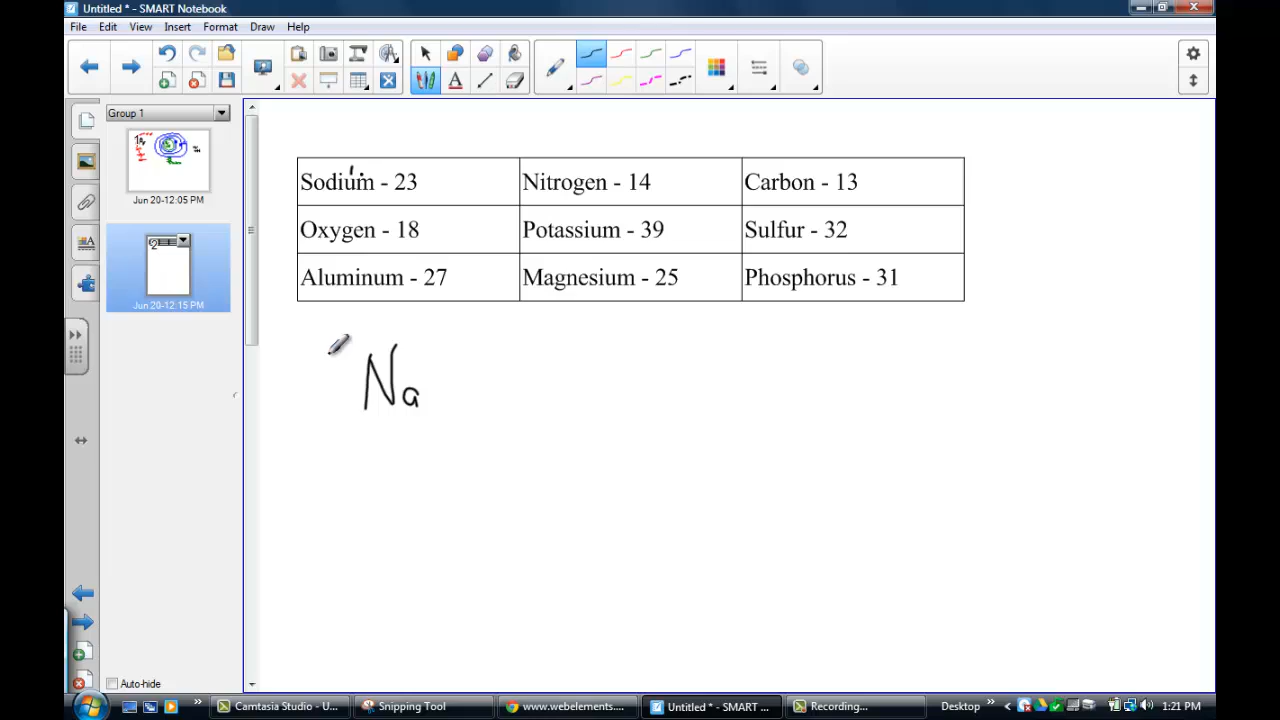 Untitled * - SMART Notebook
File Edit View Insert Format Draw Help
Group 1
Jun 20-12:05 PM
Jun 20-12:15 PM
Sodium - 23 Nitrogen - 14 Carbon - 13
Oxygen - 18 Potassium - 39 Sulfur - 32
Aluminum - 27 Magnesium - 25 Phosphorus - 31
Na
Auto-hide
Camtasia Studio - U... Snipping Tool www.webelements.... Untitled * - SMART ... Recording... Desktop 1:21 PM